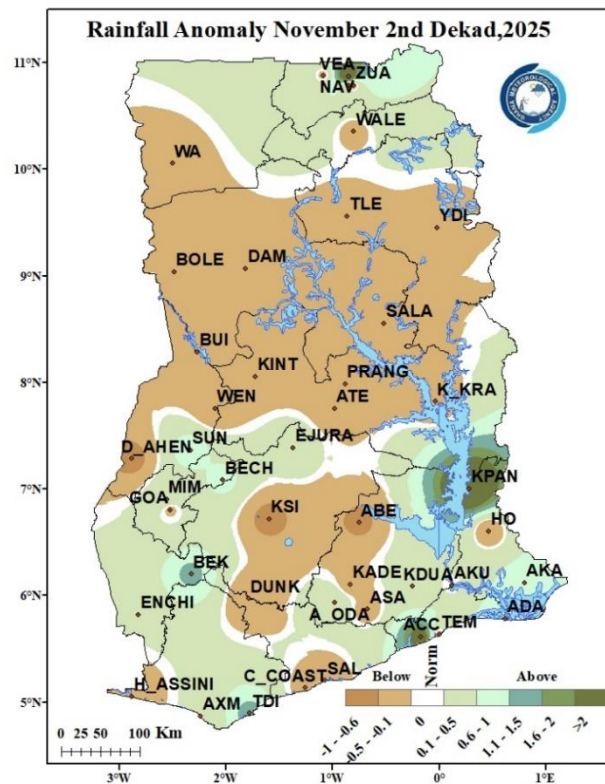 Rainfall Anomaly November 2nd Dekad,2025
11°N
VEA
ZUA
NAV
GHANA METEOROLOGICAL AGENCY
WALE
WA
10°N
TLE
YDI
BOLE
DAM
9°N
SALA
BUI
KINT
PRANG
8°N
K_KRA
WEN
ATE
D_AHEN
SUN
EJURA
BECH
7°N
MIM
GOA
KPAN
KSI
ABE
HO
BEK
KADE
KDUA
AKU
AKA
DUNK
6°N
ENCHI
A_ODA
ASA
ADA
ACC
TEM
C_COAST
SAL
H_ASSINI
5°N
AXM
TDI
Below
Norm
Above
-1 - -0.6
-0.5 - -0.1
0
0.1 - 0.5
0.6 - 1
1.1 - 1.5
1.6 - 2
>2
0 25 50 100 Km
3°W
2°W
1°W
0°
1°E